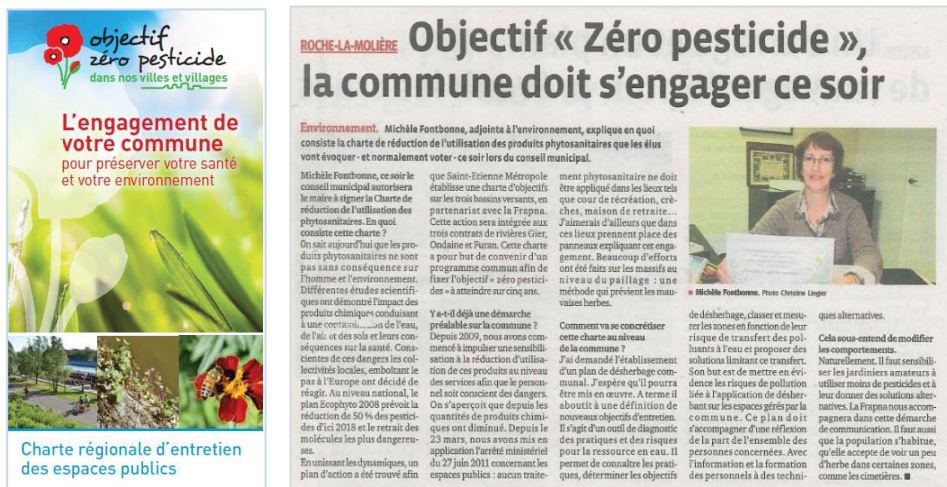 objectif
zéro pesticide
dans nos villes et villages
L'engagement de
votre commune
pour préserver votre santé
et votre environnement
Charte régionale d'entretien
des espaces publics
ROCHE-LA-MOLIÈRE Objectif « Zéro pesticide »,
la commune doit s'engager ce soir
Environnement. Michèle Fontbonne, adjointe à l'environnement, explique en quoi
consiste la charte de réduction de l'utilisation des produits phytosanitaires que les élus
vont évoquer - et normalement voter - ce soir lors du conseil municipal.
Michèle Fontbonne, ce soir le
conseil municipal autorisera
le maire à signer la Charte de
réduction de l'utilisation des
phytosanitaires. En quoi
consiste cette charte ?
On sait aujourd'hui que les pro-
duits phytosanitaires ne sont
pas sans conséquence sur
l'homme et l'environnement.
Différentes études scientifi-
ques ont démontré l'impact des
produits chimiques conduisant
à une contamination de l'eau,
de l'air et des sols et leurs con-
séquences sur la santé. Cons-
cientes de ces dangers les col-
lectivités locales, emboîtant le
pas à l'Europe ont décidé de
réagir. Au niveau national, le
plan Ecophyto 2008 prévoit la
réduction de 50 % des pestici-
des d'ici 2018 et le retrait des
molécules les plus dangereu-
ses.
En unissant les dynamiques, un
plan d'action a été trouvé afin
que Saint-Etienne Métropole
établisse une charte d'objectifs
sur les trois bassins versants, en
partenariat avec la Frapna.
Cette action sera intégrée aux
trois contrats de rivières Gier,
Ondaine et Furan. Cette charte
a pour but de convenir d'un
programme commun afin de
fixer l'objectif « zéro pestici-
des » à atteindre sur cinq ans.
Y a-t-il déjà une démarche
préalable sur la commune ?
Depuis 2009, nous avons com-
mencé à impulser une sensibili-
sation à la réduction d'utilisa-
tion de ces produits au niveau
des services afin que le person-
nel soit conscient des dangers.
On s'aperçoit que depuis les
quantités de produits chimi-
ques ont diminué. Depuis le
23 mars, nous avons mis en
application l'arrêté ministériel
du 27 juin 2011 concernant les
espaces publics : aucun traite-
ment phytosanitaire ne doit
être appliqué dans les lieux tels
que cour de récréation, crè-
ches, maison de retraite...
J'aimerais d'ailleurs que dans
ces lieux prennent place des
panneaux expliquant cet enga-
gement. Beaucoup d'efforts
ont été faits sur les massifs au
niveau du paillage : une
méthode qui prévient les mau-
vaises herbes.
Comment va se concrétiser
cette charte au niveau
de la commune ?
J'ai demandé l'établissement
d'un plan de désherbage com-
munal. J'espère qu'il pourra
être mis en œuvre. A terme il
aboutit à une définition de
nouveaux objectifs d'entretien.
Il s'agit d'un outil de diagnostic
des pratiques et des risques
pour la ressource en eau. Il
permet de connaître les prati-
ques, déterminer les objectifs
Michèle Fontbonne. Photo Christine Liogier
de désherbage, classer et mesu-
rer les zones en fonction de leur
risque de transfert des pol-
luants à l'eau et proposer des
solutions limitant ce transfert.
Son but est de mettre en évi-
dence les risques de pollution
liée à l'application de désher-
bant sur les espaces gérés par la
commune. Ce plan doit
s'accompagner d'une réflexion
de la part de l'ensemble des
personnes concernées. Avec
l'information et la formation
des personnels à des techni-
ques alternatives.
Cela sous-entend de modifier
les comportements.
Naturellement. Il faut sensibili-
ser les jardiniers amateurs à
utiliser moins de pesticides et à
leur donner des solutions alter-
natives. La Frapna nous accom-
pagnera dans cette démarche
de communication. Il faut aussi
que la population s'habitue,
qu'elle accepte de voir un peu
d'herbe dans certaines zones,
comme les cimetières.